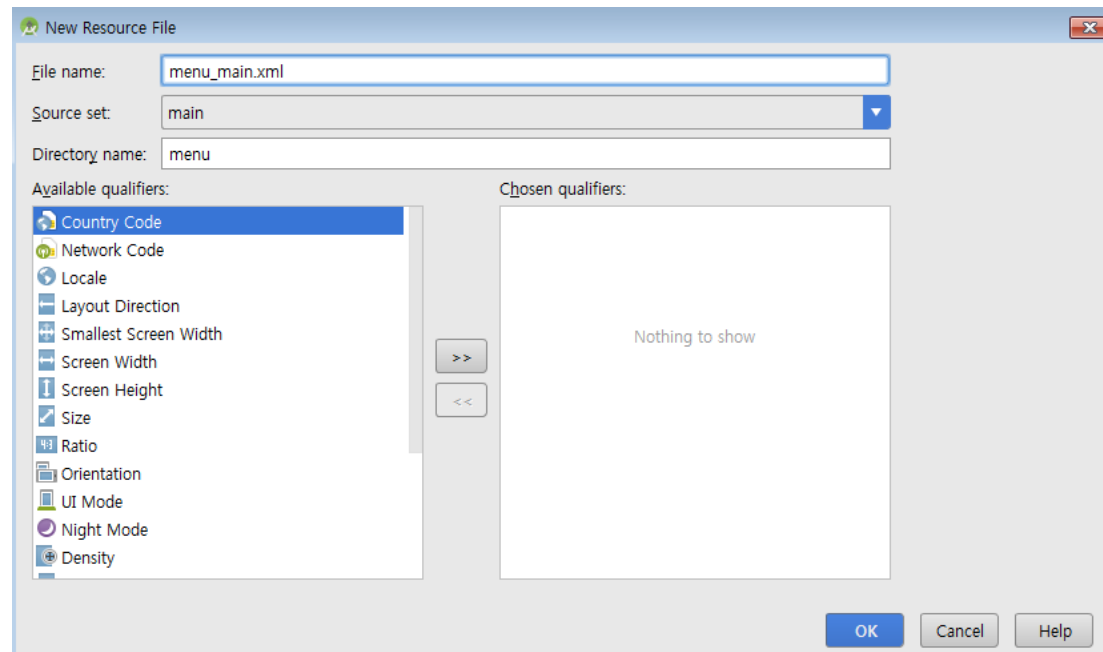 New Resource File
File name: menu_main.xml
Source set: main
Directory name: menu
Available qualifiers: Chosen qualifiers:
Country Code
Network Code
Locale
Layout Direction
Smallest Screen Width
Nothing to show
Screen Width
>>
Screen Height
<<
Size
Ratio
Orientation
UI Mode
Night Mode
Density
OK Cancel Help